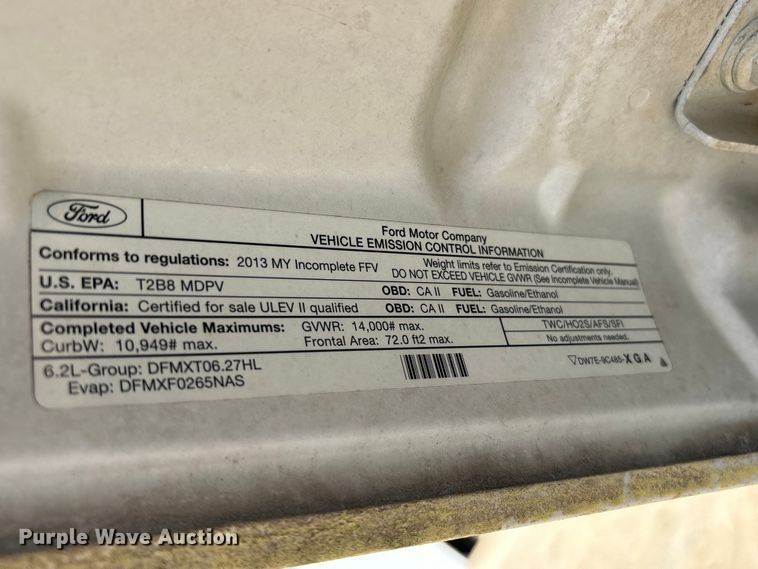 Ford
Ford Motor Company
VEHICLE EMISSION CONTROL INFORMATION
Conforms to regulations: 2013 MY Incomplete FFV
Weight limits refer to Emission Certification only.
DO NOT EXCEED VEHICLE GVWR (See Incomplete Vehicle Manual)
U.S. EPA: T2B8 MDPV OBD: CA II FUEL: Gasoline/Ethanol
California: Certified for sale ULEV II qualified OBD: CA II FUEL: Gasoline/Ethanol
Completed Vehicle Maximums: GVWR: 14,000# max.
CurbW: 10,949# max. Frontal Area: 72.0 ft2 max.
TWC/HO2S/AFS/SFI
No adjustments needed.
6.2L-Group: DFMXT06.27HL
Evap: DFMXF0265NAS
DW7E-9C485-XGA
Purple Wave Auction